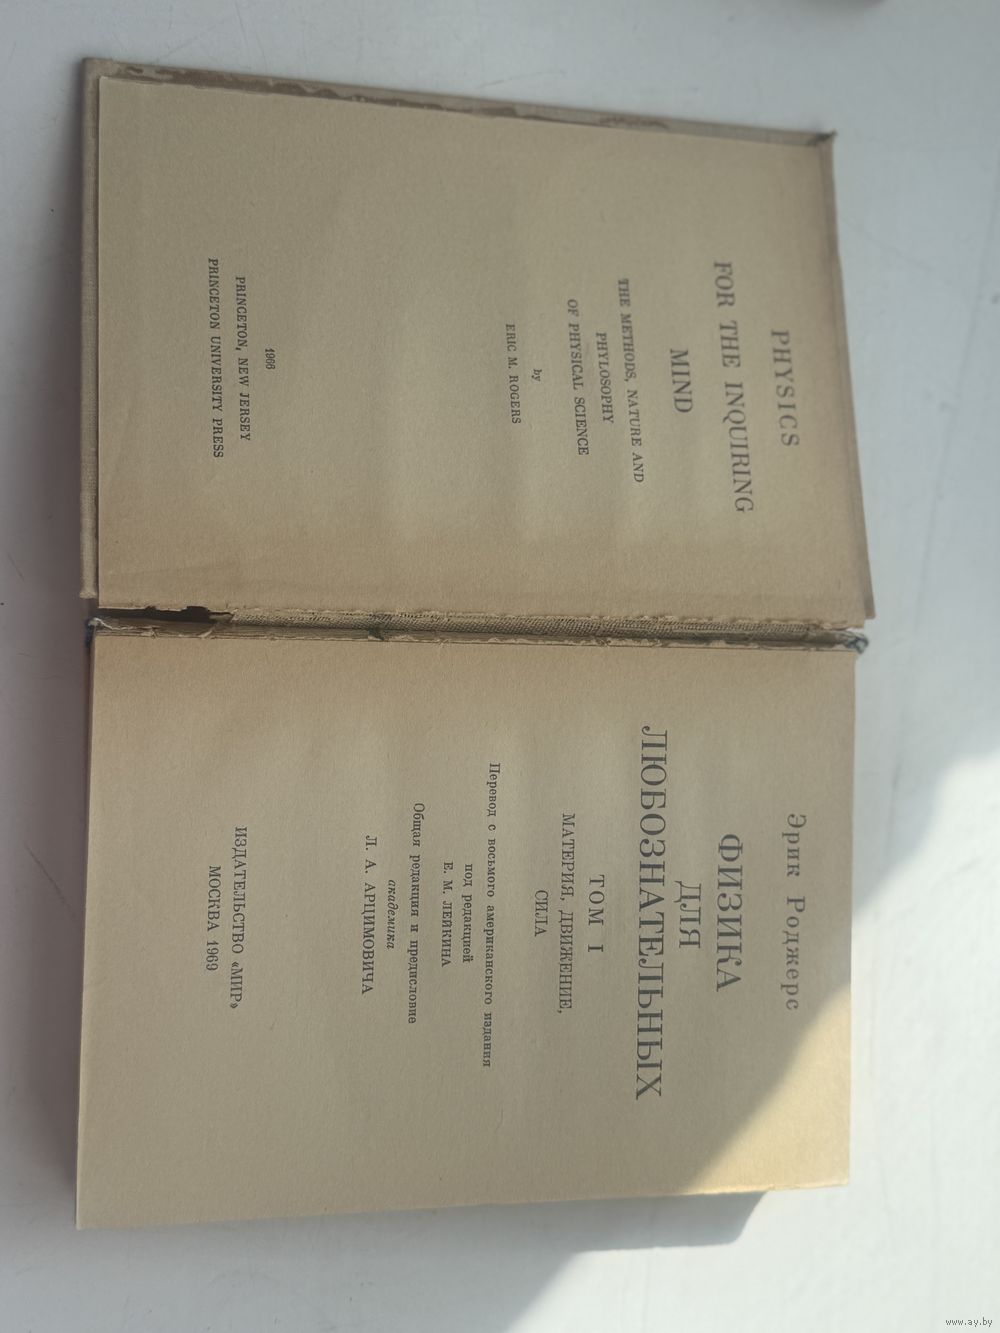 PHYSICS
FOR THE INQUIRING
MIND
THE METHODS, NATURE AND
PHYLOSOPHY
OF PHYSICAL SCIENCE
by
ERIC M. ROGERS
1966
PRINCETON, NEW JERSEY
PRINCETON UNIVERSITY PRESS
Эрик Роджерс
ФИЗИКА
ДЛЯ
ЛЮБОЗНАТЕЛЬНЫХ
ТОМ I
МАТЕРИЯ, ДВИЖЕНИЕ,
СИЛА
Перевод с восьмого американского издания
под редакцией
Е. М. ЛЕЙКИНА
Общая редакция и предисловие
академика
Л. А. АРЦИМОВИЧА
ИЗДАТЕЛЬСТВО «МИР»
МОСКВА 1969
www.ay.by